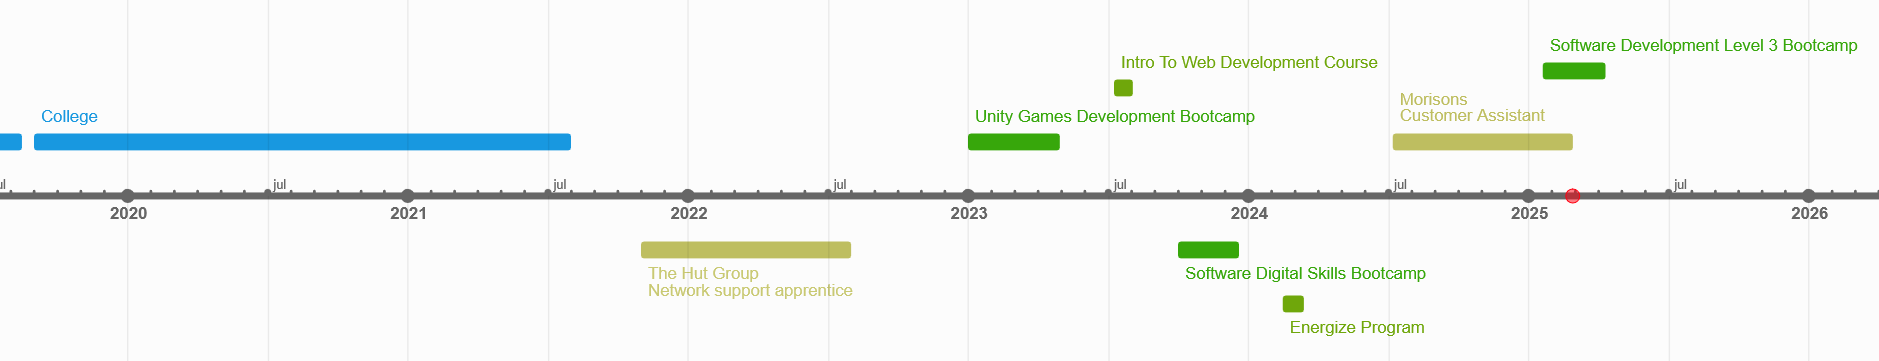 Software Development Level 3 Bootcamp
Intro To Web Development Course
Morisons
Customer Assistant
College
Unity Games Development Bootcamp
ul
jul
jul
jul
jul
jul
jul
2020
2021
2022
2023
2024
2025
2026
The Hut Group
Network support apprentice
Software Digital Skills Bootcamp
Energize Program